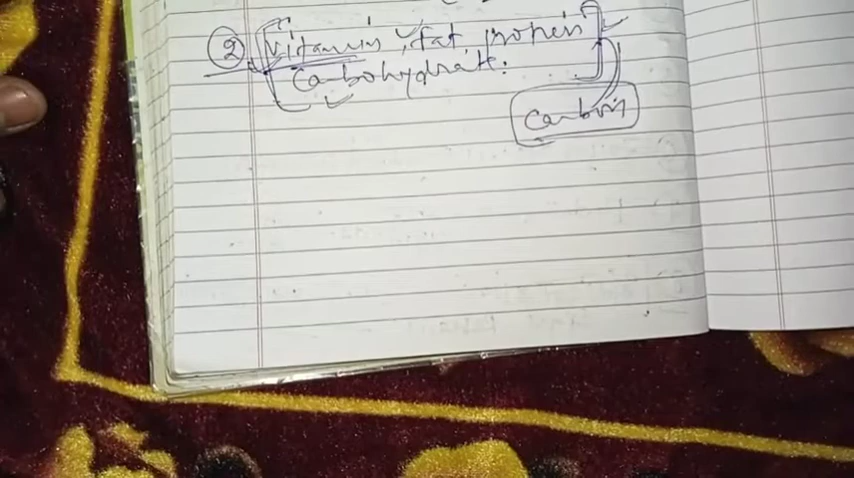 ② Vitamin, fat, protein
Carbohydrate.
Carbon